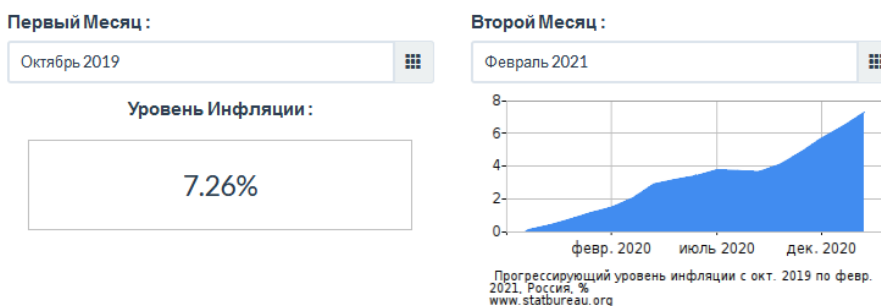 Первый Месяц :
Октябрь 2019
Уровень Инфляции :
7.26%
Второй Месяц :
Февраль 2021
8
6
4
2
0
февр. 2020 июль 2020 дек. 2020
Прогрессирующий уровень инфляции с окт. 2019 по февр.
2021, Россия, %
www.statbureau.org